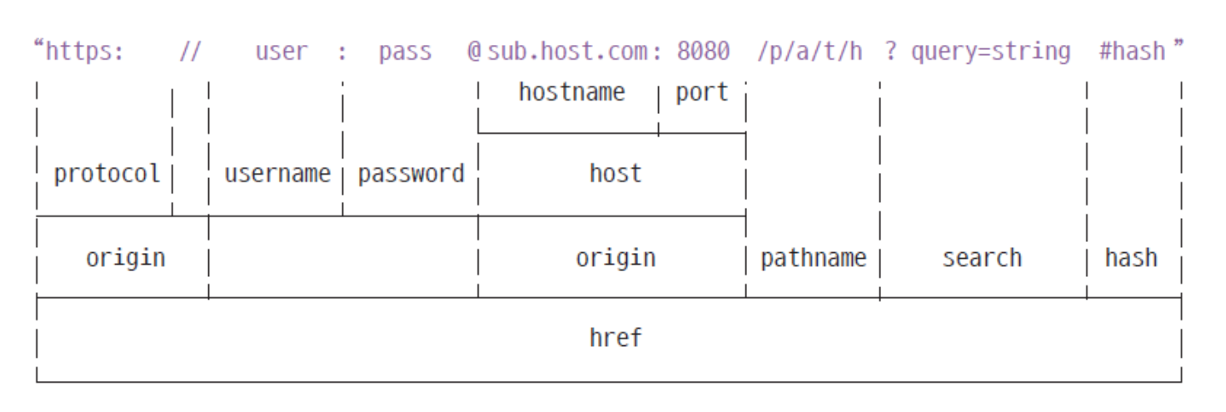 “https: // user : pass @ sub.host.com : 8080 /p/a/t/h ? query=string #hash”
hostname port
protocol username password host
origin origin pathname search hash
href